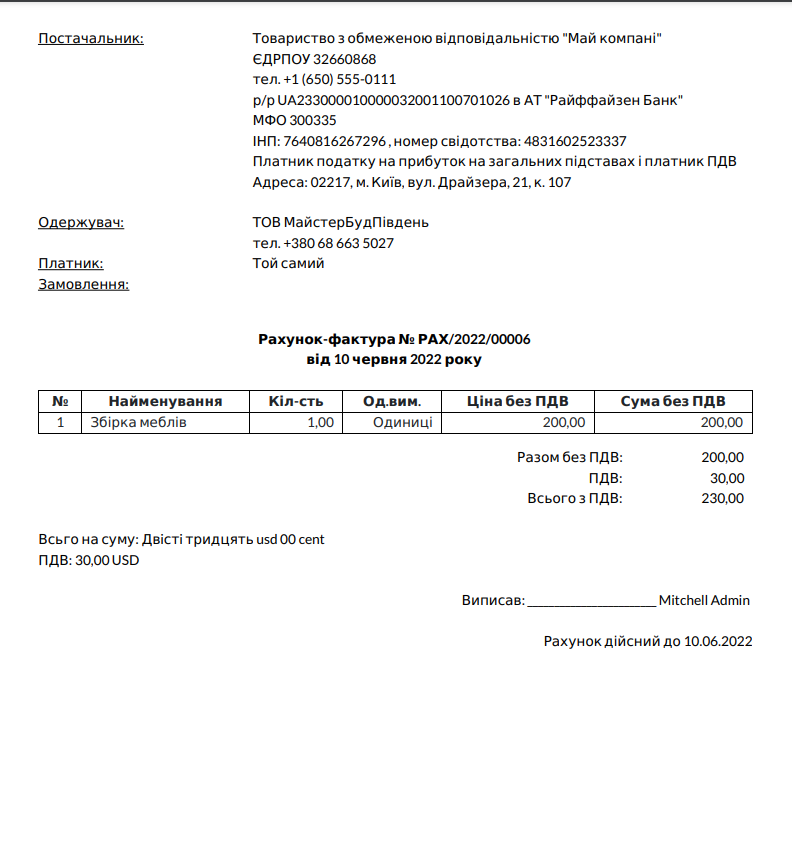 Постачальник: Товариство з обмеженою відповідальністю "Май компані"
ЄДРПОУ 32660868
тел. +1 (650) 555-0111
р/р UA233000010000032001100701026 в АТ "Райффайзен Банк"
МФО 300335
ІНП: 7640816267296 , номер свідотства: 4831602523337
Платник податку на прибуток на загальних підставах і платник ПДВ
Адреса: 02217, м. Київ, вул. Драйзера, 21, к. 107
Одержувач: ТОВ МайстерБудПівдень
тел. +380 68 663 5027
Платник: Той самий
Замовлення:
Рахунок-фактура № РАХ/2022/00006
від 10 червня 2022 року
№ Найменування Кіл-сть Од.вим. Ціна без ПДВ Сума без ПДВ
1 Збірка меблів 1,00 Одиниці 200,00 200,00
Разом без ПДВ: 200,00
ПДВ: 30,00
Всього з ПДВ: 230,00
Всьго на суму: Двісті тридцять usd 00 cent
ПДВ: 30,00 USD
Виписав: ______________________ Mitchell Admin
Рахунок дійсний до 10.06.2022